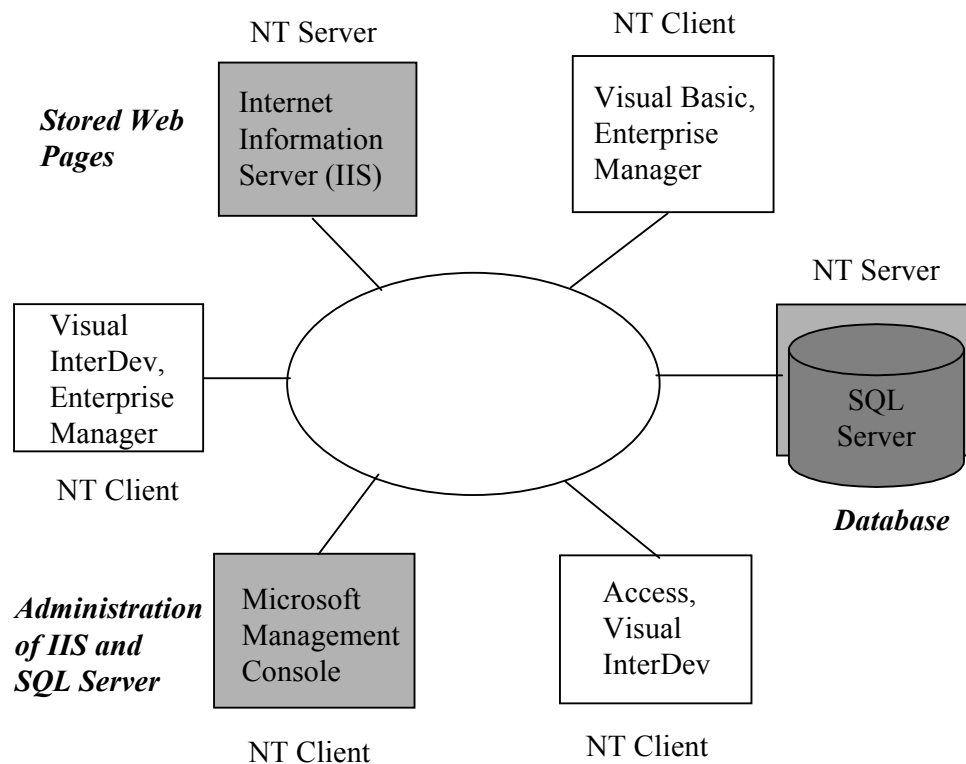 NT Server
NT Client
Stored Web
Pages
Internet
Information
Server (IIS)
Visual Basic,
Enterprise
Manager
NT Server
Visual
InterDev,
Enterprise
Manager
NT Client
SQL
Server
Database
Administration
of IIS and
SQL Server
Microsoft
Management
Console
NT Client
Access,
Visual
InterDev
NT Client